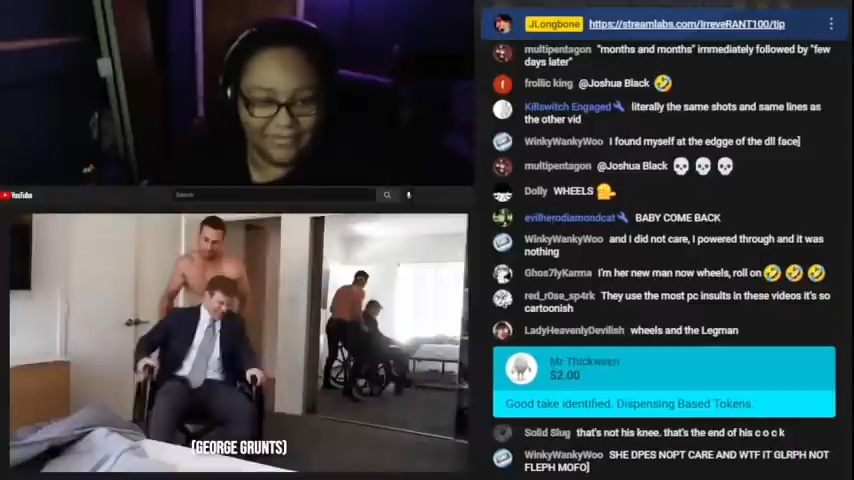 YouTube
Search
[GEORGE GRUNTS]
JLongbone https://streamlabs.com/IrreveRANT100/tip
multipentagon "months and months" immediately followed by "few
days later"
frollic king @Joshua Black 🤣
Killswitch Engaged literally the same shots and same lines as
the other vid
WinkyWankyWoo I found myself at the edgge of the dll face]
multipentagon @Joshua Black 💀 💀 💀
Dolly WHEELS
evilherodiamondcat BABY COME BACK
WinkyWankyWoo and I did not care, I powered through and it was
nothing
Ghos7lyKarma I'm her new man now wheels, roll on 🤣 🤣 🤣
red_r0se_sp4rk They use the most pc insults in these videos it's so
cartoonish
LadyHeavenlyDevilish wheels and the Legman
Mr Thickween
$2.00
Good take identified. Dispensing Based Tokens.
Solid Slug that's not his knee. that's the end of his c o c k
WinkyWankyWoo SHE DPES NOPT CARE AND WTF IT GLRPH NOT
FLEPH MOFO]